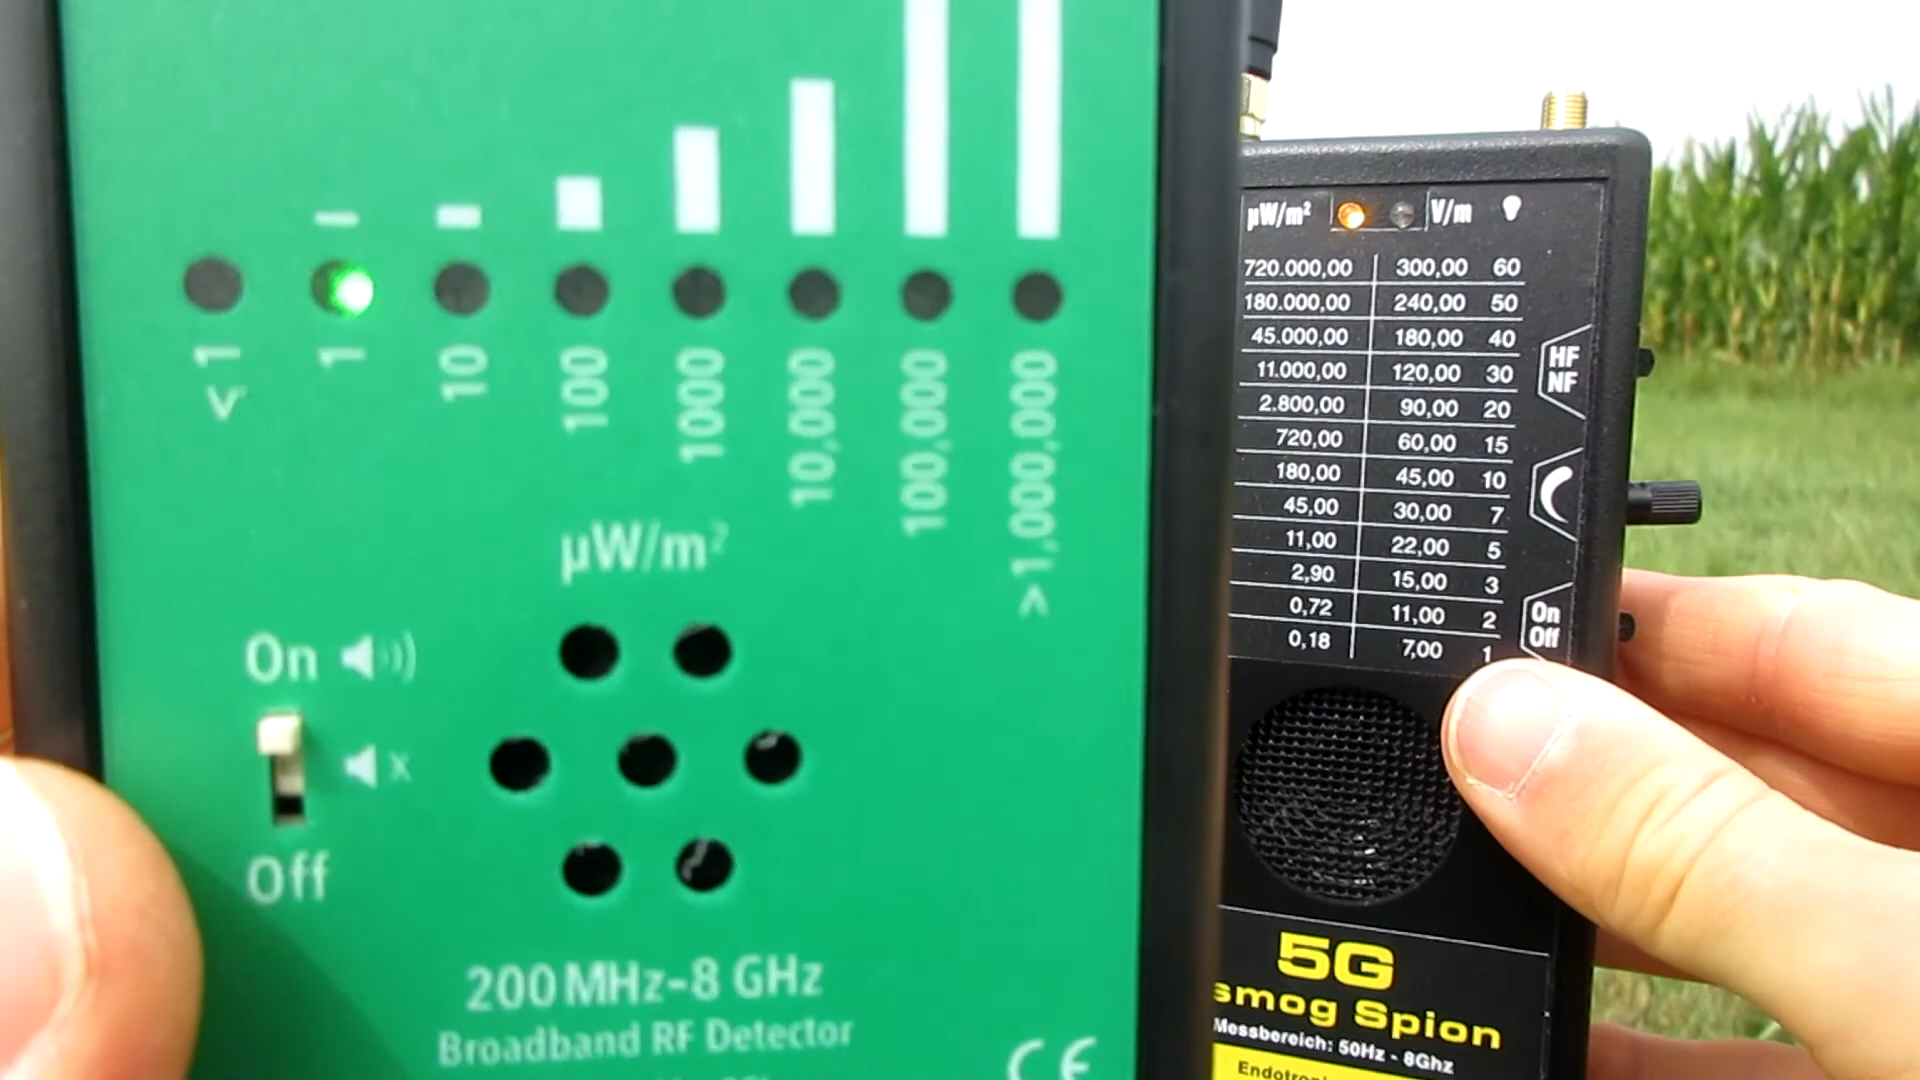 <1
1
10
100
1000
10,000
100,000
>1,000,000
µW/m²
On
x
Off
200 MHz-8 GHz
Broadband RF Detector
CE
µW/m² V/m
720.000,00 300,00 60
180.000,00 240,00 50
45.000,00 180,00 40
11.000,00 120,00 30
2.800,00 90,00 20
720,00 60,00 15
180,00 45,00 10
45,00 30,00 7
11,00 22,00 5
2,90 15,00 3
0,72 11,00 2
0,18 7,00 1
HF
NF
On
Off
5G
smog Spion
Messbereich: 50Hz - 8Ghz